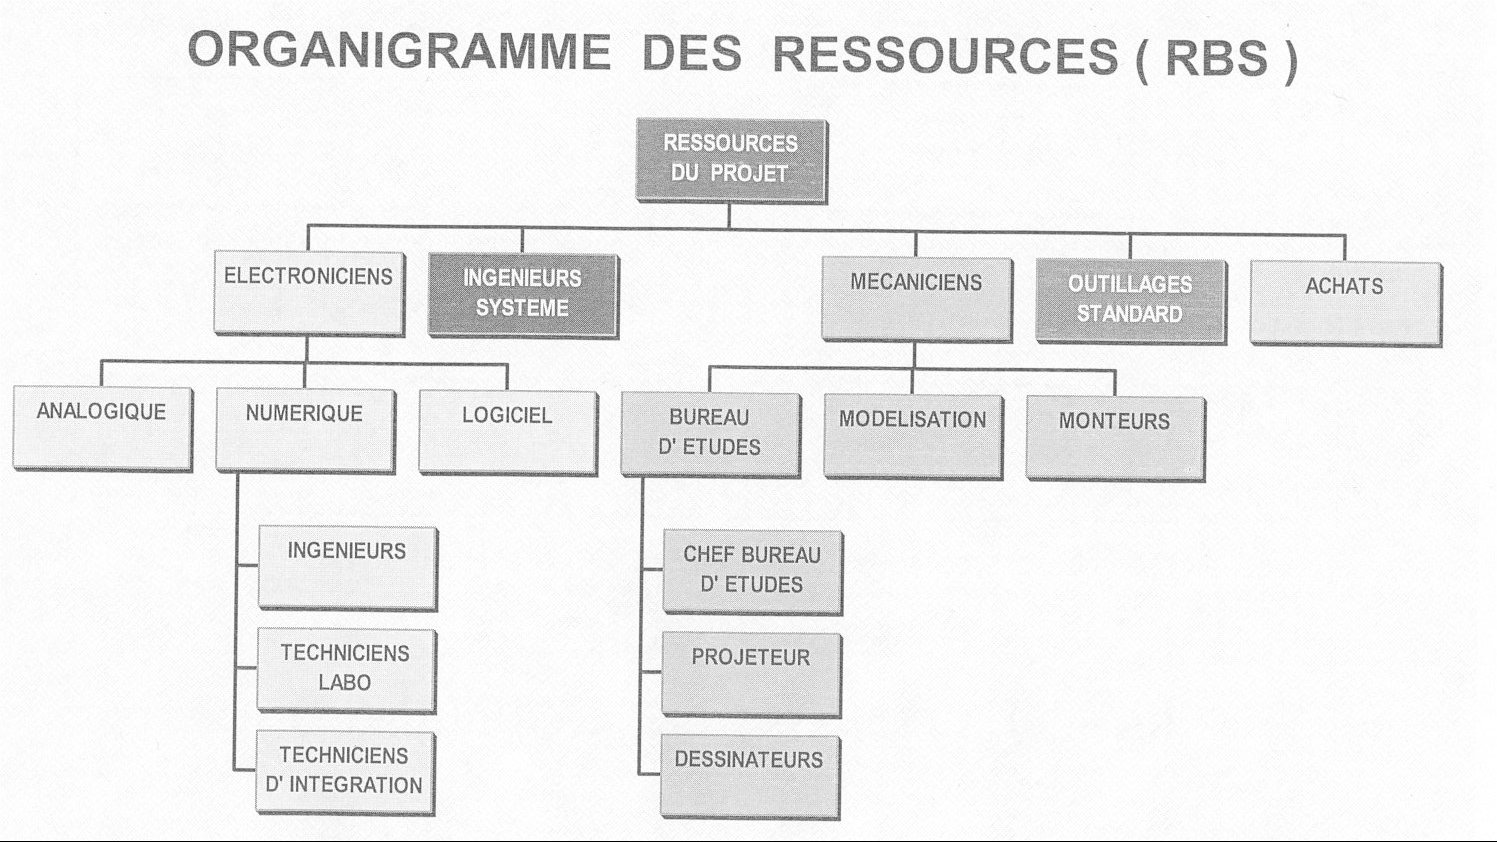 ORGANIGRAMME DES RESSOURCES ( RBS )
RESSOURCES
DU PROJET
ELECTRONICIENS
INGENIEURS
SYSTEME
MECANICIENS
OUTILLAGES
STANDARD
ACHATS
ANALOGIQUE
NUMERIQUE
LOGICIEL
BUREAU
D' ETUDES
MODELISATION
MONTEURS
INGENIEURS
TECHNICIENS
LABO
TECHNICIENS
D' INTEGRATION
CHEF BUREAU
D' ETUDES
PROJETEUR
DESSINATEURS